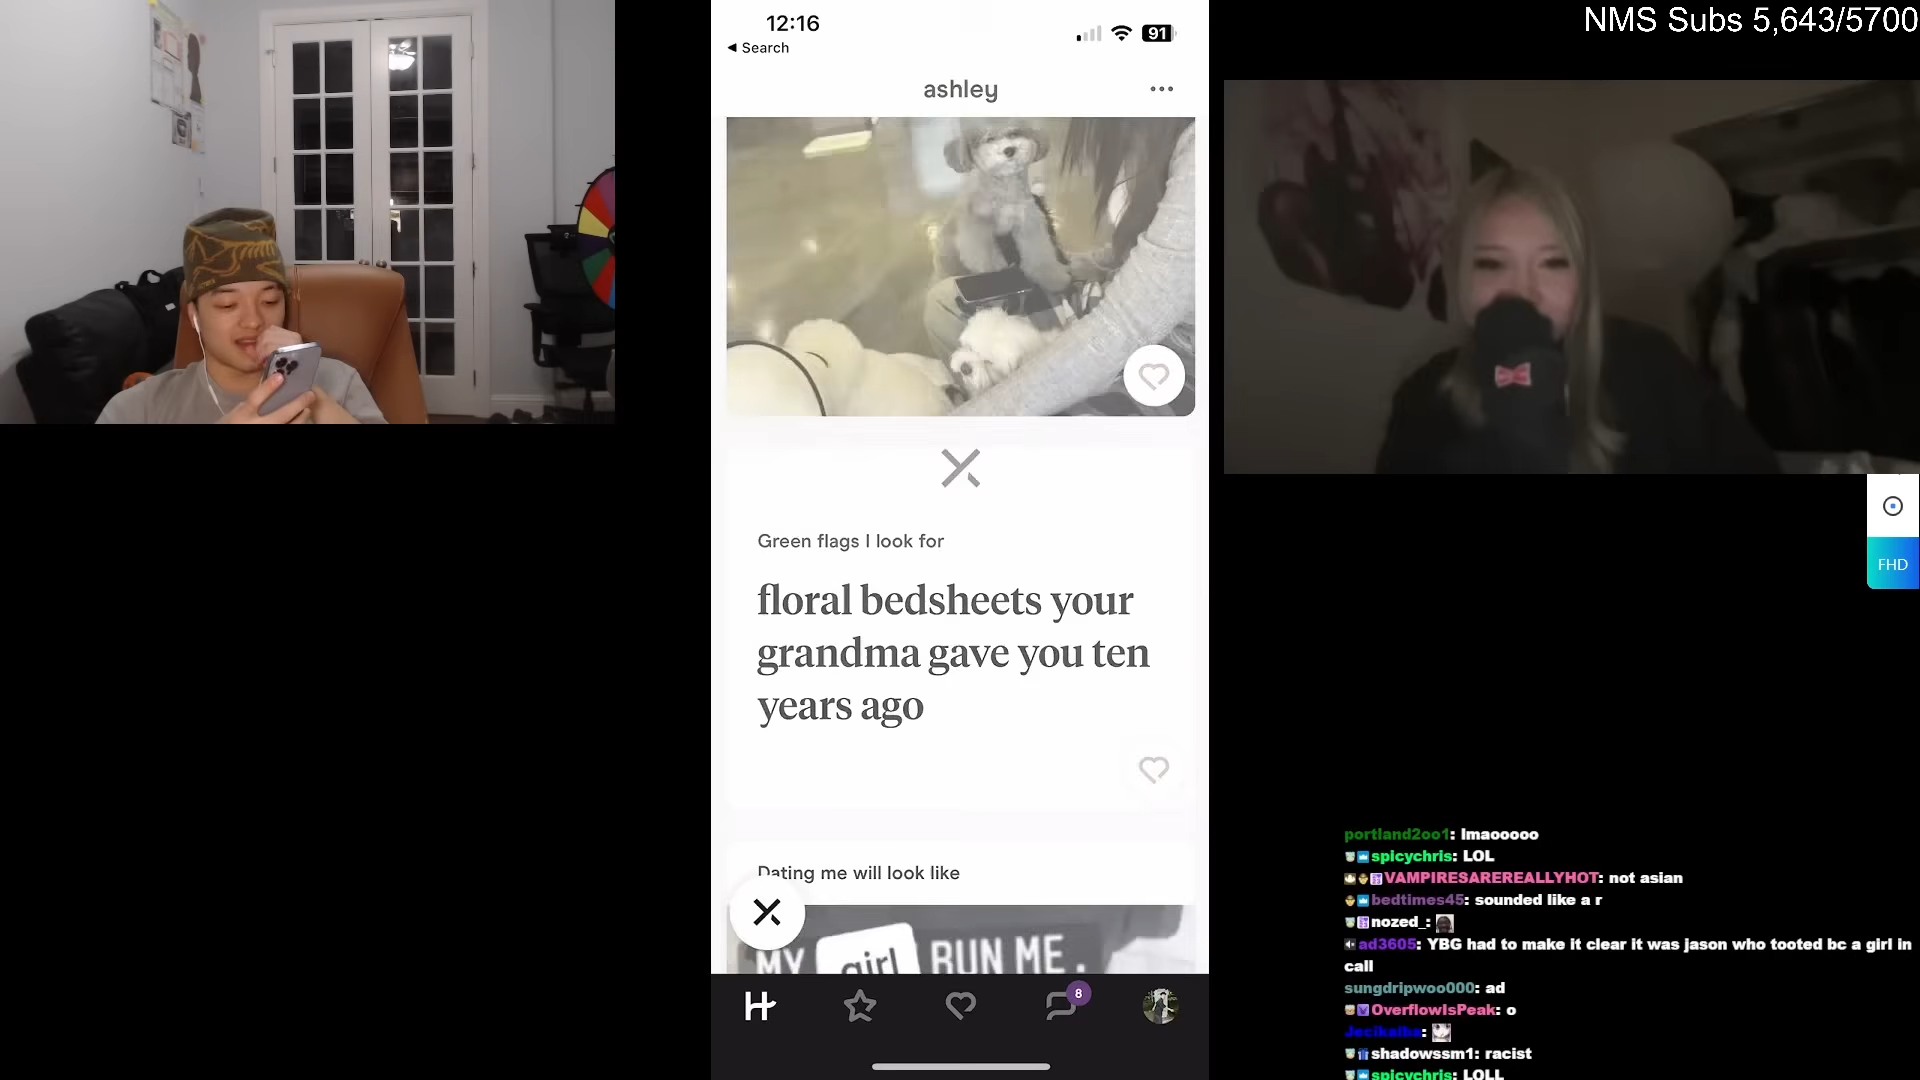 NMS Subs 5,643/5700
12:16
91
Search
ashley
Green flags I look for
floral bedsheets your
grandma gave you ten
years ago
Dating me will look like
MY girl RUN ME.
8
FHD
portland2oo1: lmaooooo
spicychris: LOL
VAMPIRESAREREALLYHOT: not asian
bedtimes45: sounded like a r
nozed_:
ad3605: YBG had to make it clear it was jason who tooted bc a girl in
call
sungdripwoo000: ad
OverflowIsPeak: o
shadowssm1: racist
spicychris: LOLL